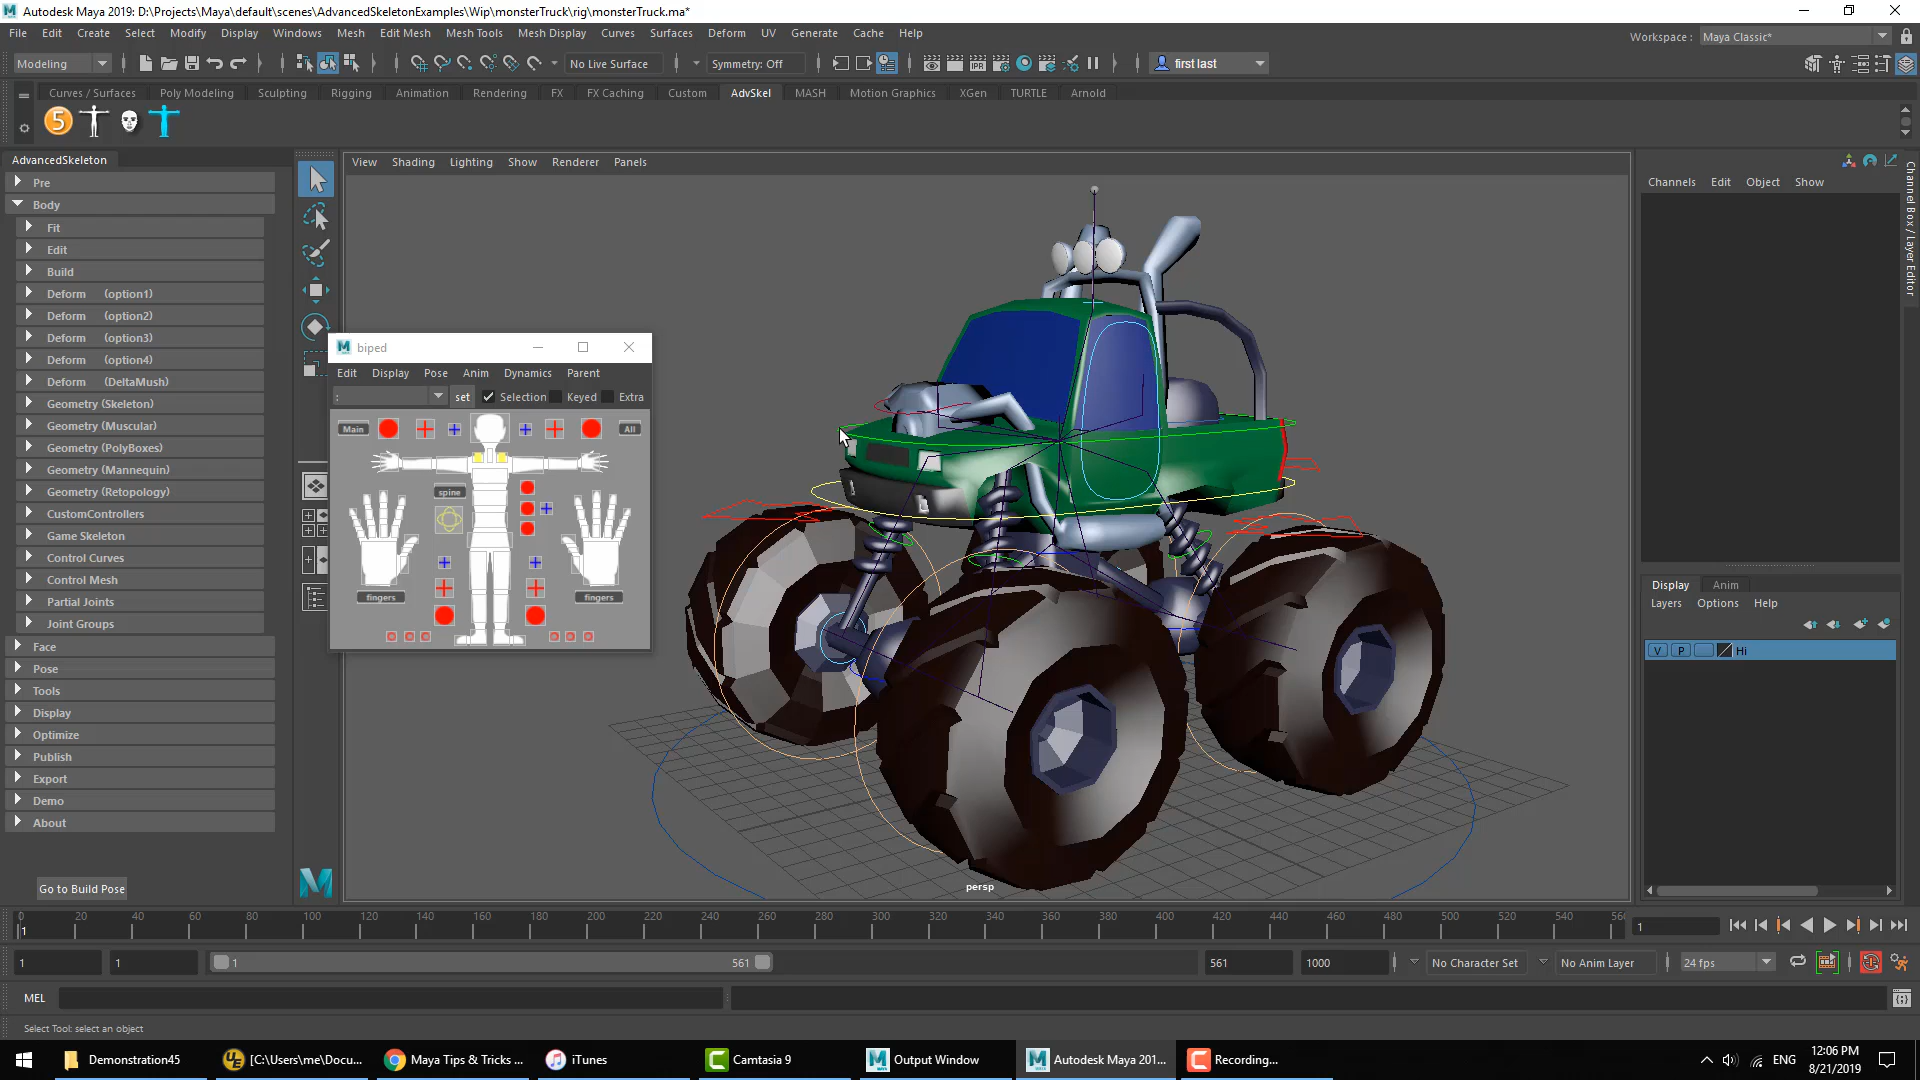 Autodesk Maya 2019: D:\Projects\Maya\default\scenes\AdvancedSkeletonExamples\Wip\monsterTruck\rig\monsterTruck.ma*
File Edit Create Select Modify Display Windows Mesh Edit Mesh Mesh Tools Mesh Display Curves Surfaces Deform UV Generate Cache Help
Workspace : Maya Classic*
Modeling No Live Surface Symmetry: Off IPR first last
Curves / Surfaces Poly Modeling Sculpting Rigging Animation Rendering FX FX Caching Custom AdvSkel MASH Motion Graphics XGen TURTLE Arnold
5
AdvancedSkeleton
Pre
Body
Fit
Edit
Build
Deform (option1)
Deform (option2)
Deform (option3)
Deform (option4)
Deform (DeltaMush)
Geometry (Skeleton)
Geometry (Muscular)
Geometry (PolyBoxes)
Geometry (Mannequin)
Geometry (Retopology)
CustomControllers
Game Skeleton
Control Curves
Control Mesh
Partial Joints
Joint Groups
Face
Pose
Tools
Display
Optimize
Publish
Export
Demo
About
Go to Build Pose
View Shading Lighting Show Renderer Panels
biped
Edit Display Pose Anim Dynamics Parent
: set Selection Keyed Extra
Main All
spine
fingers fingers
persp
Channels Edit Object Show
Channel Box / Layer Editor
Display Anim
Layers Options Help
V P Hi
0 20 40 60 80 100 120 140 160 180 200 220 240 260 280 300 320 340 360 380 400 420 440 460 480 500 520 540 56
1 1
1 1 1 561 561 1000 No Character Set No Anim Layer 24 fps
MEL
Select Tool: select an object
Demonstration45 [C:\Users\me\Docu... Maya Tips & Tricks ... iTunes Camtasia 9 Output Window Autodesk Maya 201... Recording... ENG 12:06 PM
8/21/2019